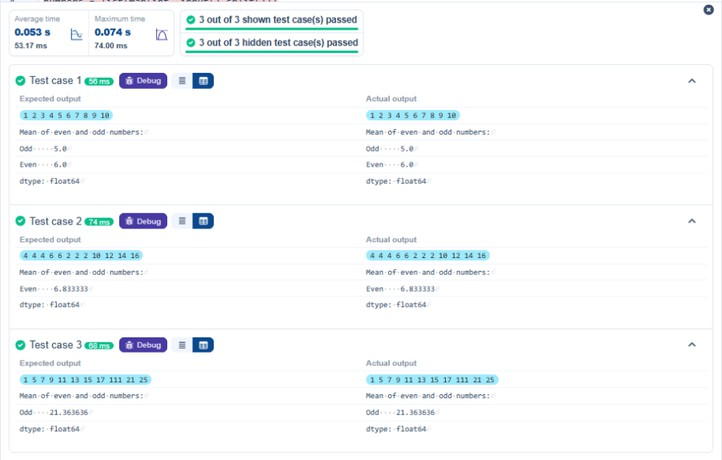 Average time
0.053 s
53.17 ms
Maximum time
0.074 s
74.00 ms
3 out of 3 shown test case(s) passed
3 out of 3 hidden test case(s) passed
Test case 1 56 ms Debug
Expected output Actual output
1 2 3 4 5 6 7 8 9 10 1 2 3 4 5 6 7 8 9 10
Mean·of·even·and·odd·numbers: Mean·of·even·and·odd·numbers:
Odd·····5.0 Odd·····5.0
Even····6.0 Even····6.0
dtype:·float64 dtype:·float64
Test case 2 74 ms Debug
Expected output Actual output
4 4 4 6 6 2 2 2 10 12 14 16 4 4 4 6 6 2 2 2 10 12 14 16
Mean·of·even·and·odd·numbers: Mean·of·even·and·odd·numbers:
Even····6.833333 Even····6.833333
dtype:·float64 dtype:·float64
Test case 3 Debug
Expected output Actual output
1 5 7 9 11 13 15 17 111 21 25 1 5 7 9 11 13 15 17 111 21 25
Mean·of·even·and·odd·numbers: Mean·of·even·and·odd·numbers:
Odd····21.363636 Odd····21.363636
dtype:·float64 dtype:·float64